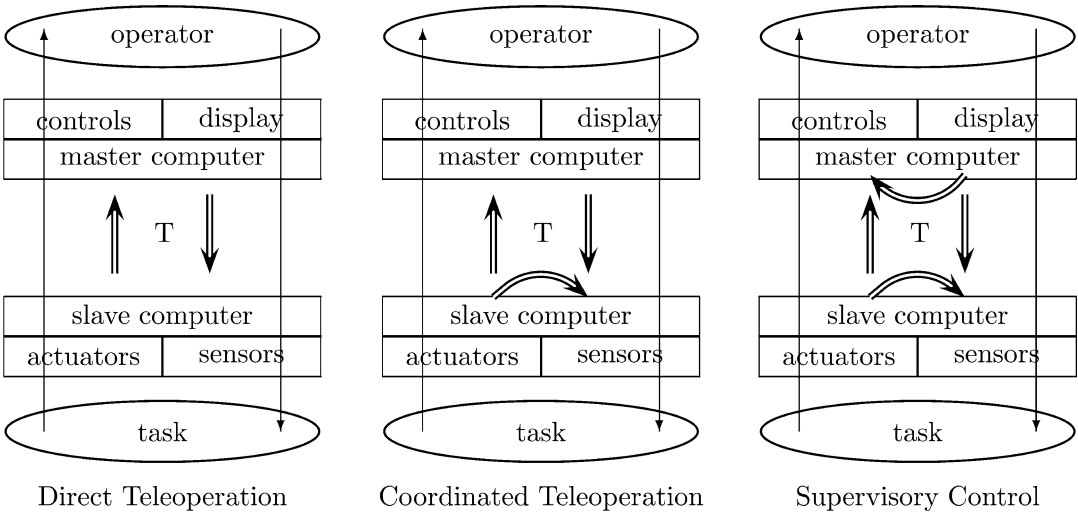 operator operator operator
controls display controls display controls display
master computer master computer master computer
T T T
slave computer slave computer slave computer
actuators sensors actuators sensors actuators sensors
task task task
Direct Teleoperation Coordinated Teleoperation Supervisory Control